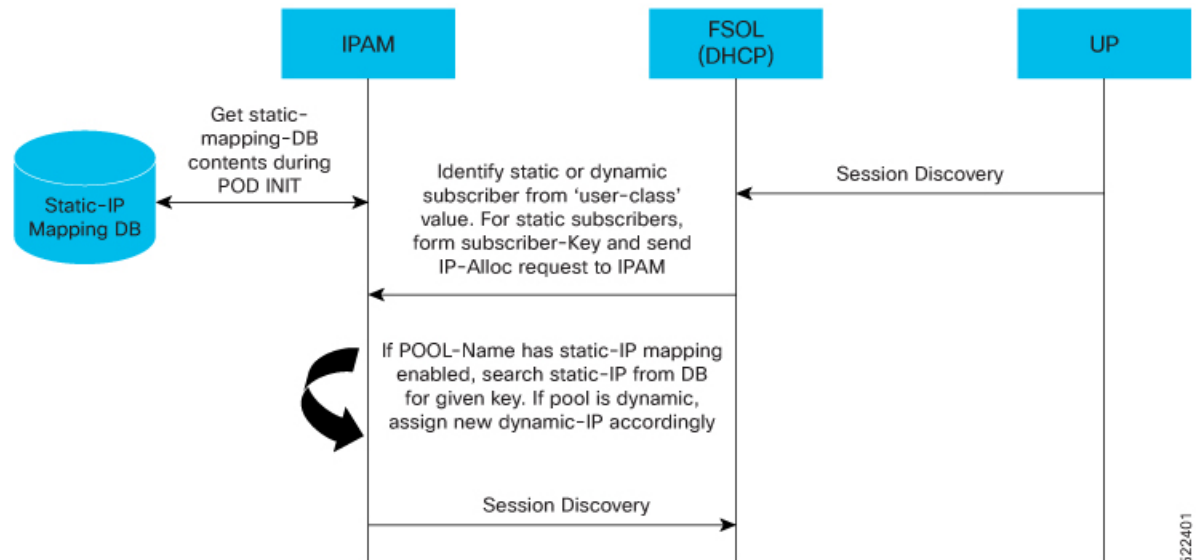 IPAM
FSOL
(DHCP)
UP
Get static-
mapping-DB
contents during
POD INIT
Static-IP
Mapping DB
Identify static or dynamic
subscriber from 'user-class'
value. For static subscribers,
form subscriber-Key and send
IP-Alloc request to IPAM
Session Discovery
If POOL-Name has static-IP mapping
enabled, search static-IP from DB
for given key. If pool is dynamic,
assign new dynamic-IP accordingly
Session Discovery
522401